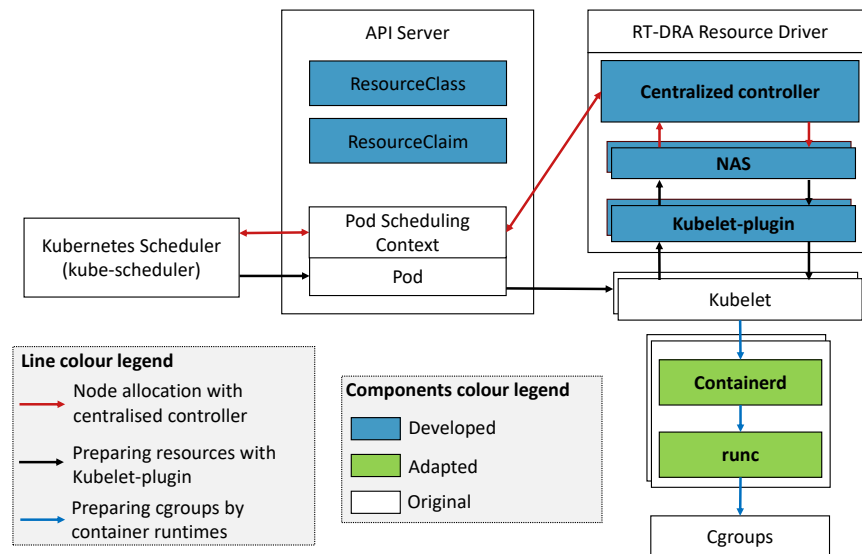 API Server
RT-DRA Resource Driver
ResourceClass
Centralized controller
ResourceClaim
NAS
Kubernetes Scheduler
(kube-scheduler)
Pod Scheduling
Context
Kubelet-plugin
Pod
Kubelet
Line colour legend
Node allocation with
centralised controller
Preparing resources with
Kubelet-plugin
Preparing cgroups by
container runtimes
Components colour legend
Developed
Adapted
Original
Containerd
runc
Cgroups